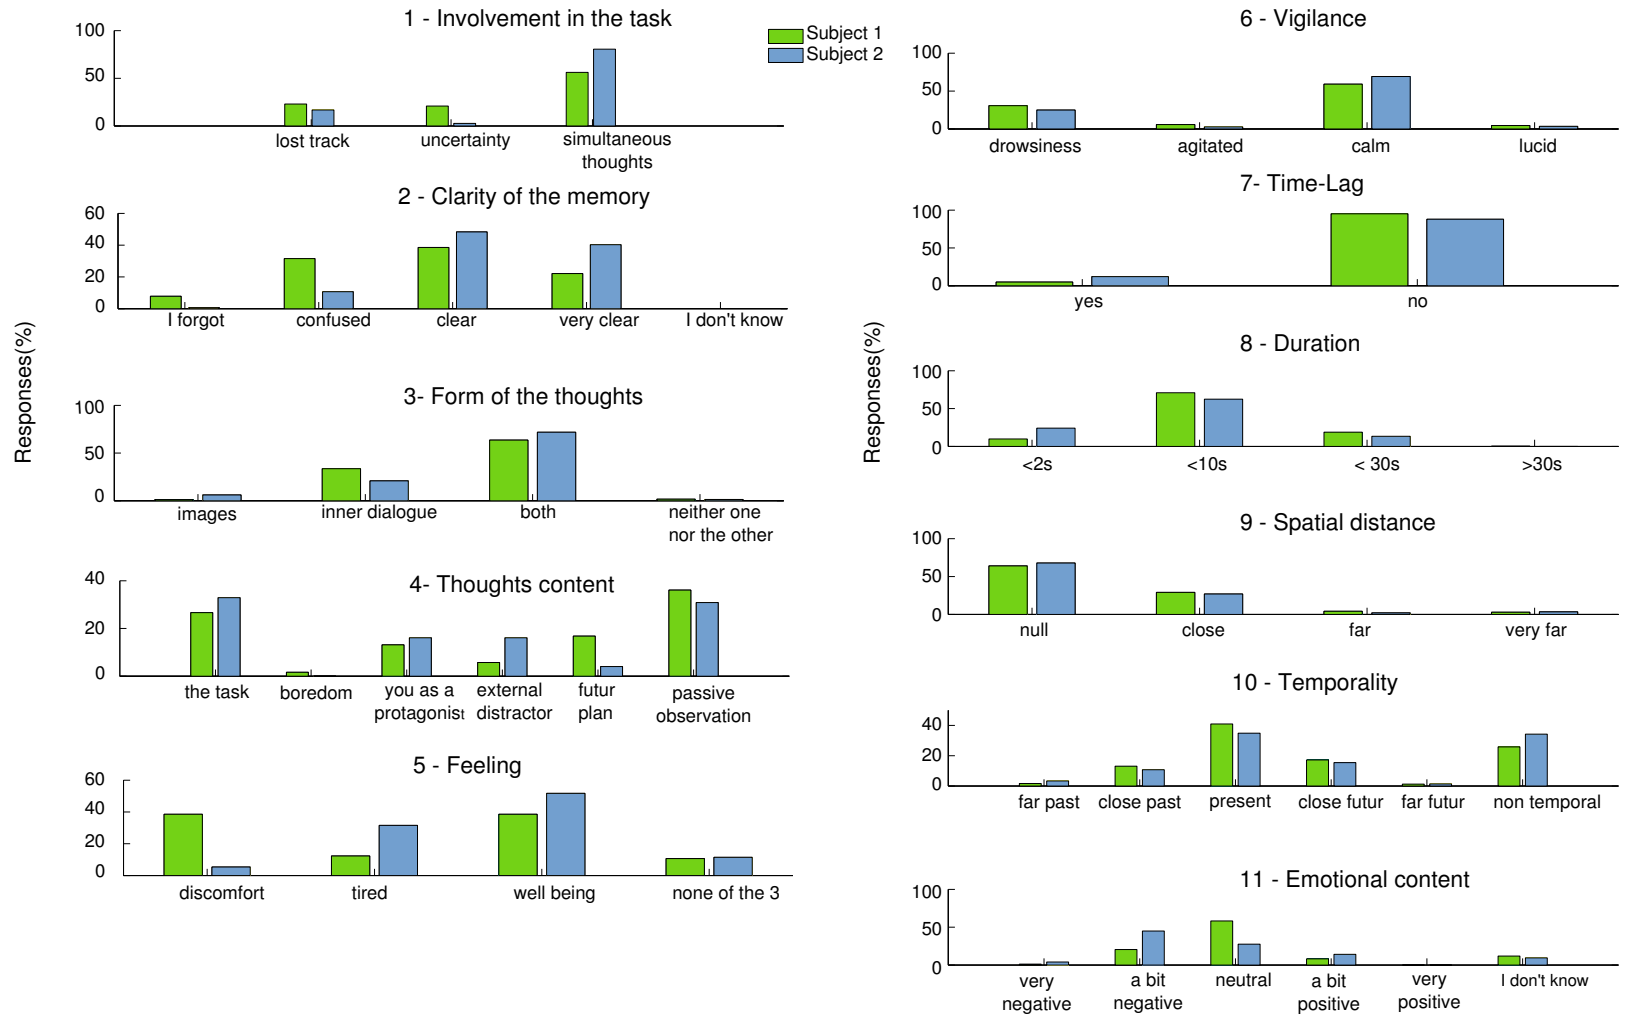 1 - Involvement in the task
Subject 1
Subject 2
100
50
0
lost track
uncertainty
simultaneous
thoughts
2 - Clarity of the memory
60
40
20
0
I forgot
confused
clear
very clear
I don't know
Responses(%)
3- Form of the thoughts
100
50
0
images
inner dialogue
both
neither one
nor the other
4- Thoughts content
40
20
0
the task
boredom
you as a
protagonist
external
distractor
futur
plan
passive
observation
5 - Feeling
60
40
20
0
discomfort
tired
well being
none of the 3
6 - Vigilance
100
50
0
drowsiness
agitated
calm
lucid
7- Time-Lag
100
50
0
yes
no
Responses(%)
8 - Duration
100
50
0
<2s
<10s
< 30s
>30s
9 - Spatial distance
100
50
0
null
close
far
very far
10 - Temporality
40
20
0
far past
close past
present
close futur
far futur
non temporal
11 - Emotional content
100
50
0
very
negative
a bit
negative
neutral
a bit
positive
very
positive
I don't know